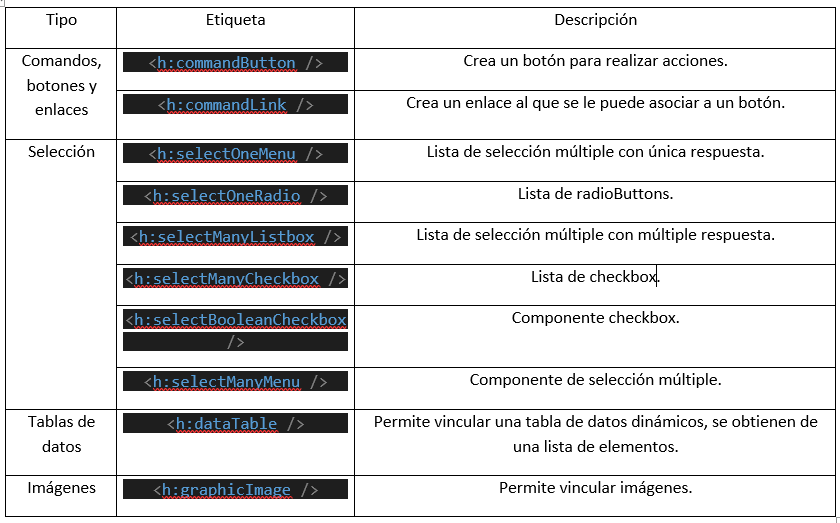 Tipo
Etiqueta
Descripción
Comandos,
botones y
enlaces
<h:commandButton />
Crea un botón para realizar acciones.
<h:commandLink />
Crea un enlace al que se le puede asociar a un botón.
Selección
<h:selectOneMenu />
Lista de selección múltiple con única respuesta.
<h:selectOneRadio />
Lista de radioButtons.
<h:selectManyListbox />
Lista de selección múltiple con múltiple respuesta.
<h:selectManyCheckbox />
Lista de checkbox.
<h:selectBooleanCheckbox
/>
Componente checkbox.
<h:selectManyMenu />
Componente de selección múltiple.
Tablas de
datos
<h:dataTable />
Permite vincular una tabla de datos dinámicos, se obtienen de
una lista de elementos.
Imágenes
<h:graphicImage />
Permite vincular imágenes.